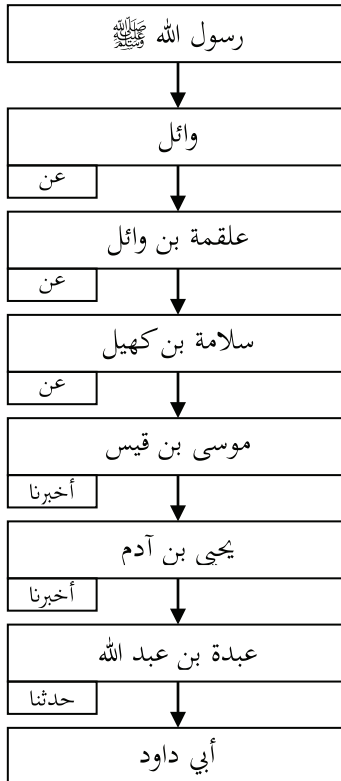 رسول الله ﷺ
وائل
عن
علقمة بن وائل
عن
سلامة بن كهيل
عن
موسى بن قيس
أخبرنا
يحيى بن آدم
أخبرنا
عبدة بن عبد الله
حدثنا
أبي داود